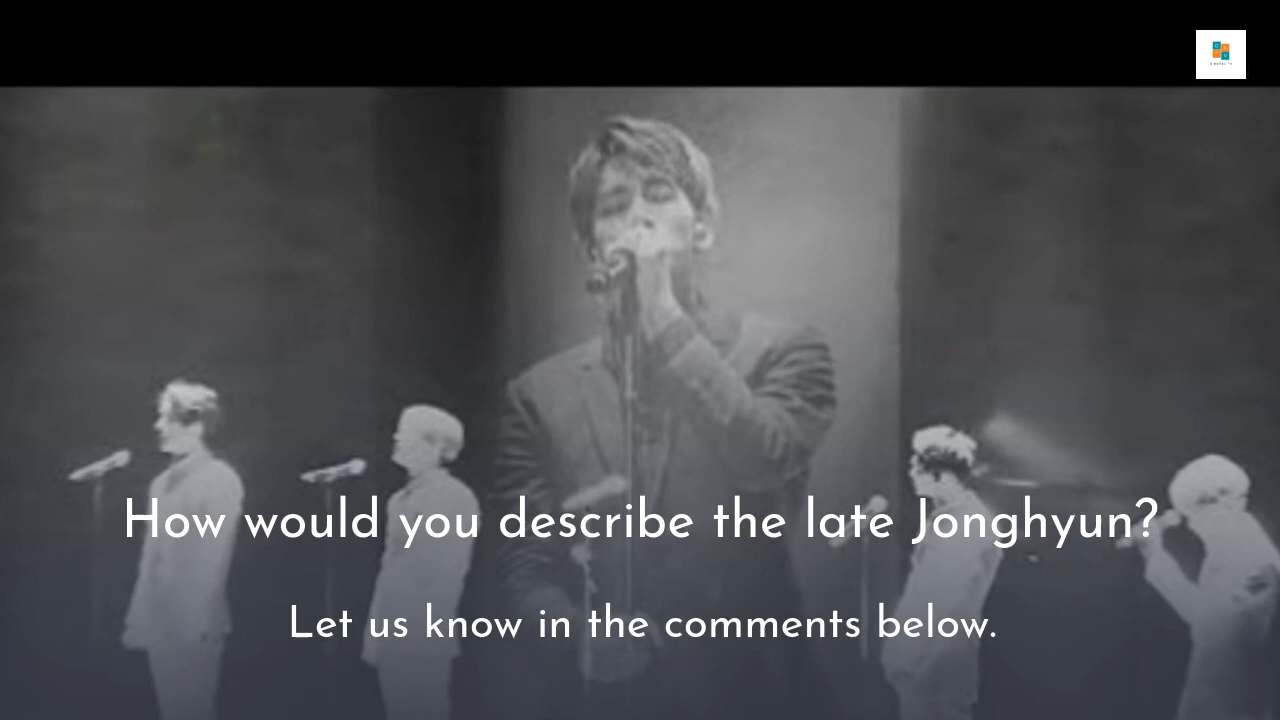 How would you describe the late Jonghyun?
Let us know in the comments below.